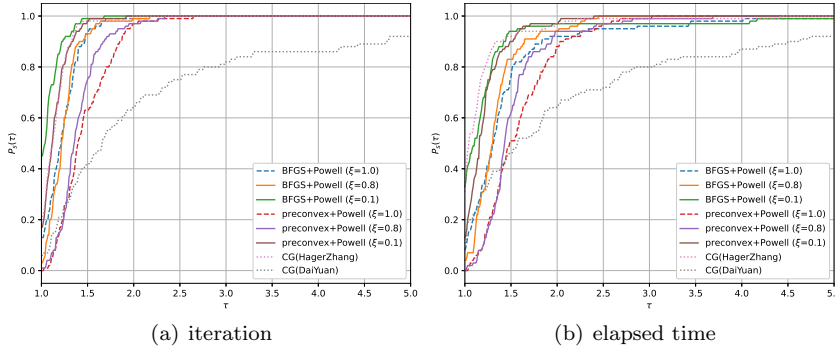 1.0
0.8
0.6
0.4
0.2
0.0
P_s(τ)
1.0 1.5 2.0 2.5 3.0 3.5 4.0 4.5 5.0
τ
BFGS+Powell (ξ=1.0)
BFGS+Powell (ξ=0.8)
BFGS+Powell (ξ=0.1)
preconvex+Powell (ξ=1.0)
preconvex+Powell (ξ=0.8)
preconvex+Powell (ξ=0.1)
CG(HagerZhang)
CG(DaiYuan)
(a) iteration
1.0
0.8
0.6
0.4
0.2
0.0
P_s(τ)
1.0 1.5 2.0 2.5 3.0 3.5 4.0 4.5 5.
τ
BFGS+Powell (ξ=1.0)
BFGS+Powell (ξ=0.8)
BFGS+Powell (ξ=0.1)
preconvex+Powell (ξ=1.0)
preconvex+Powell (ξ=0.8)
preconvex+Powell (ξ=0.1)
CG(HagerZhang)
CG(DaiYuan)
(b) elapsed time